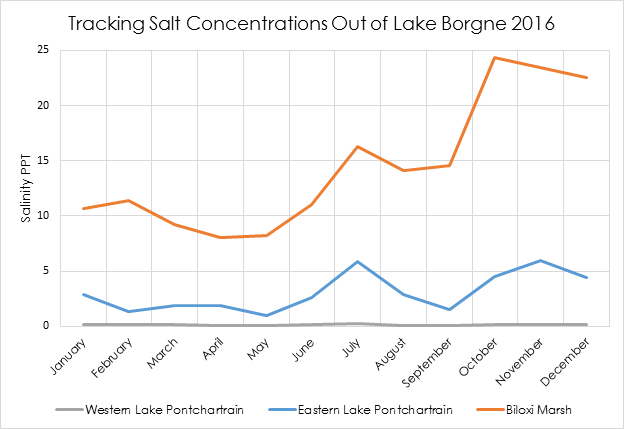 Tracking Salt Concentrations Out of Lake Borgne 2016
25
20
15
10
5
0
Salinity PPT
January
February
March
April
May
June
July
August
September
October
November
December
Western Lake Pontchartrain Eastern Lake Pontchartrain Biloxi Marsh